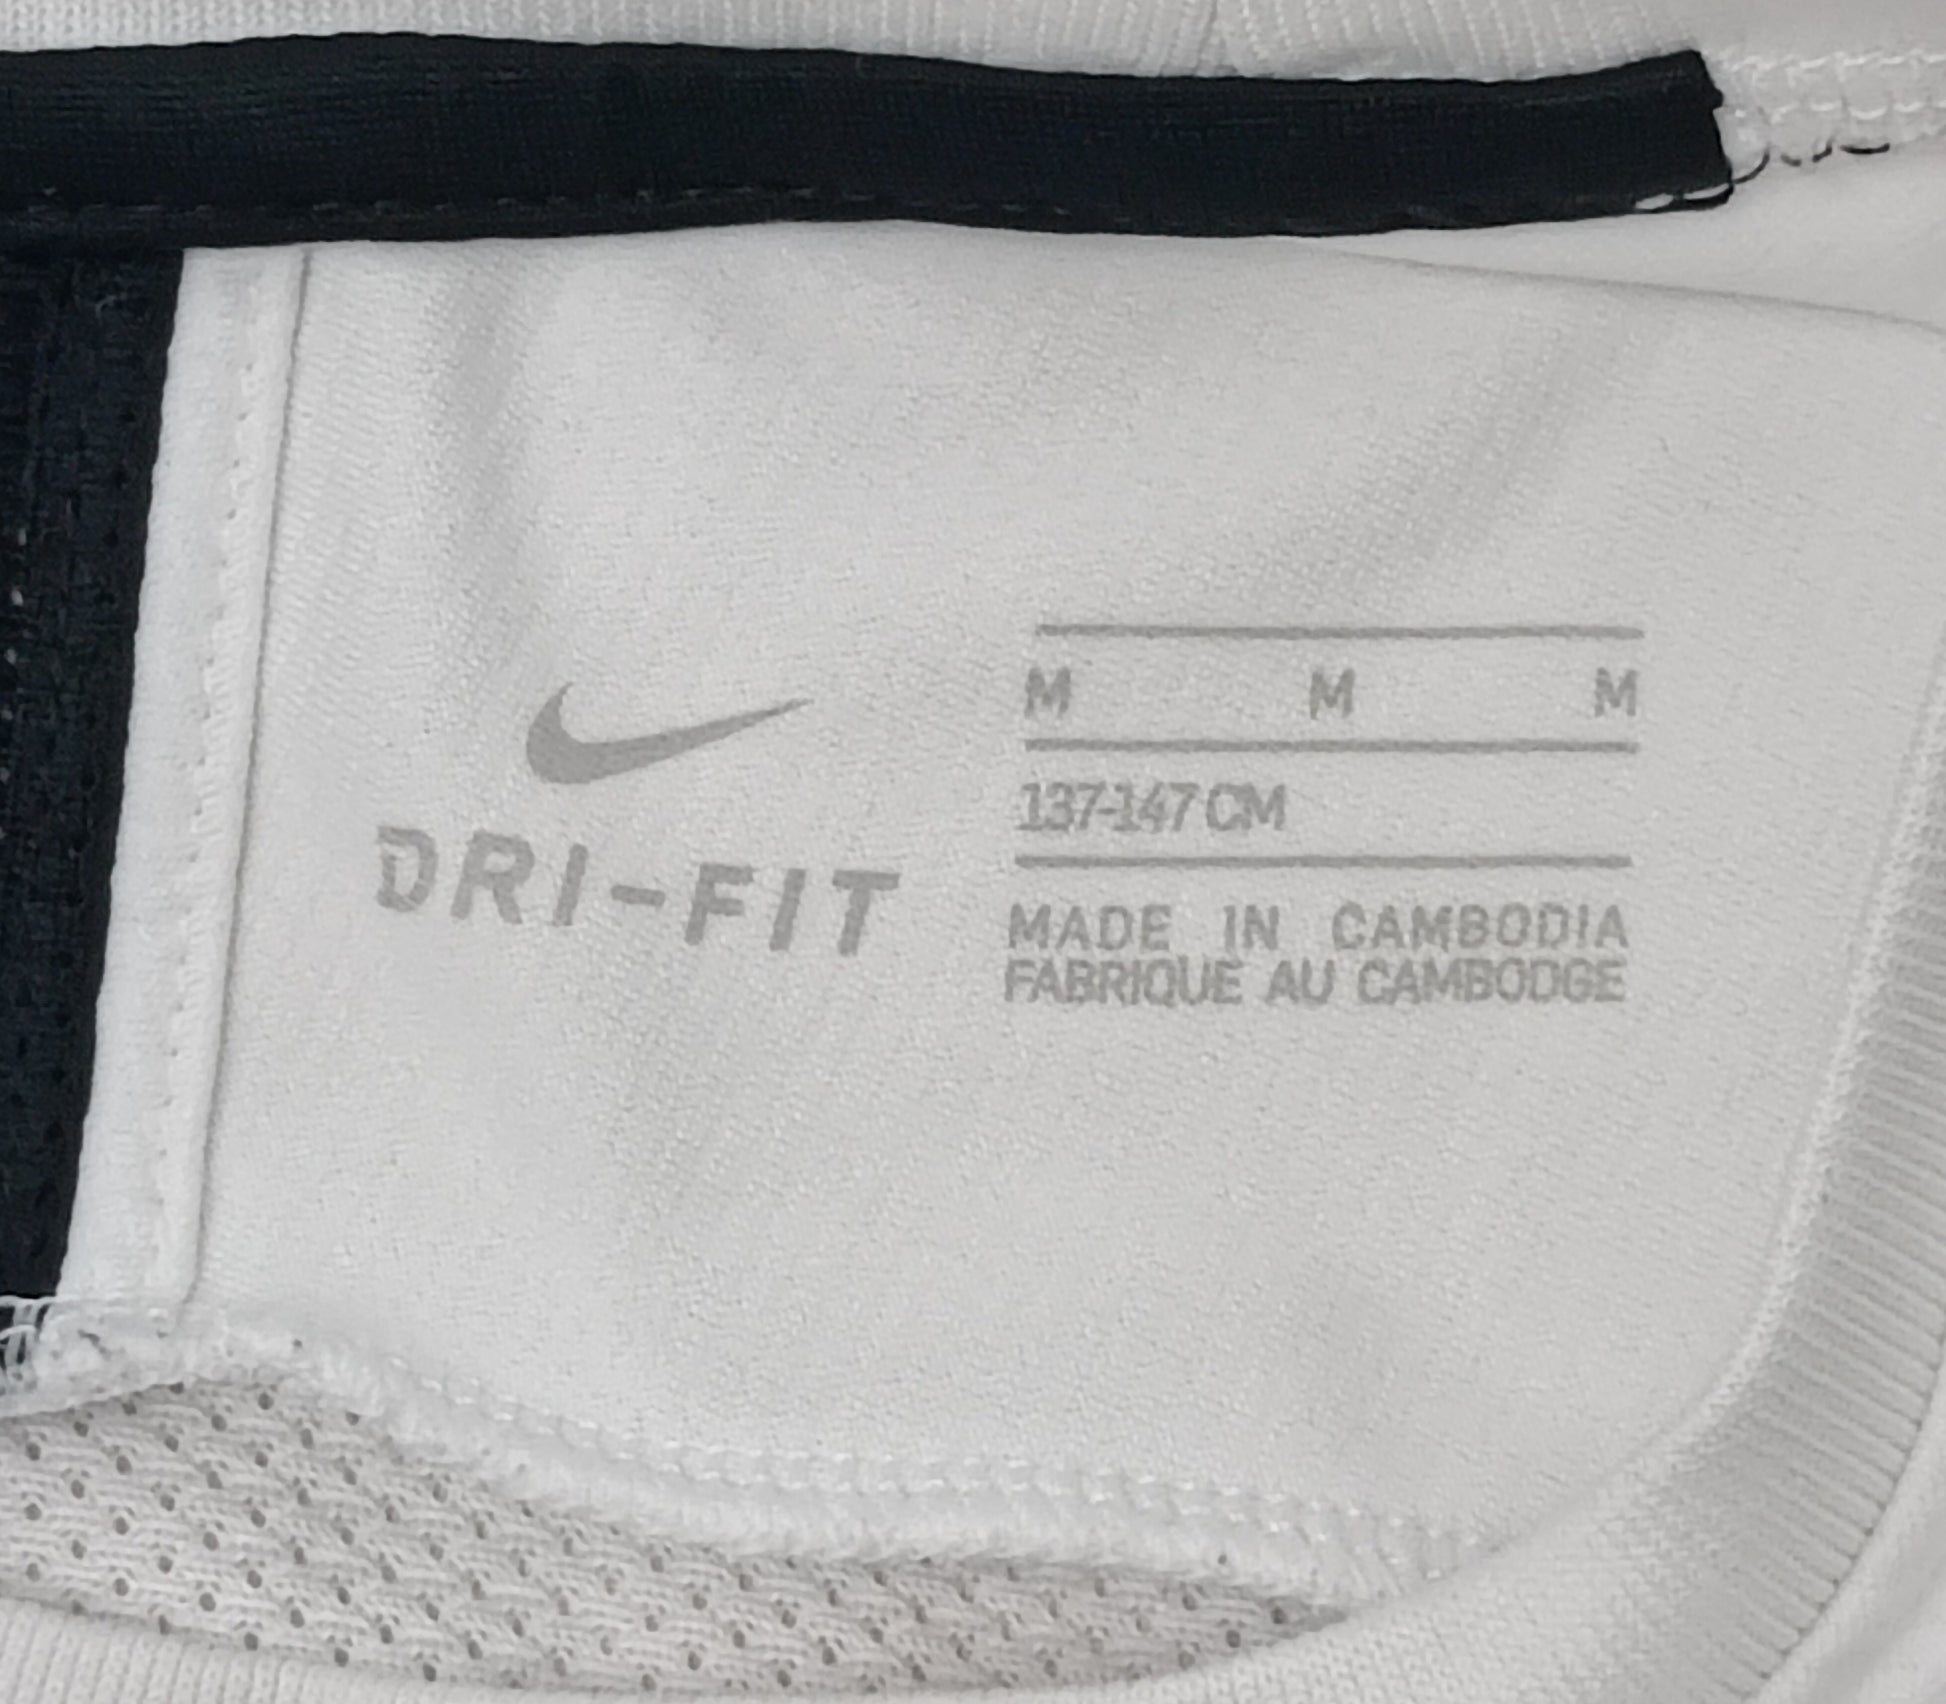 DRI-FIT
M M M
137-147 CM
MADE IN CAMBODIA
FABRIQUE AU CAMBODGE